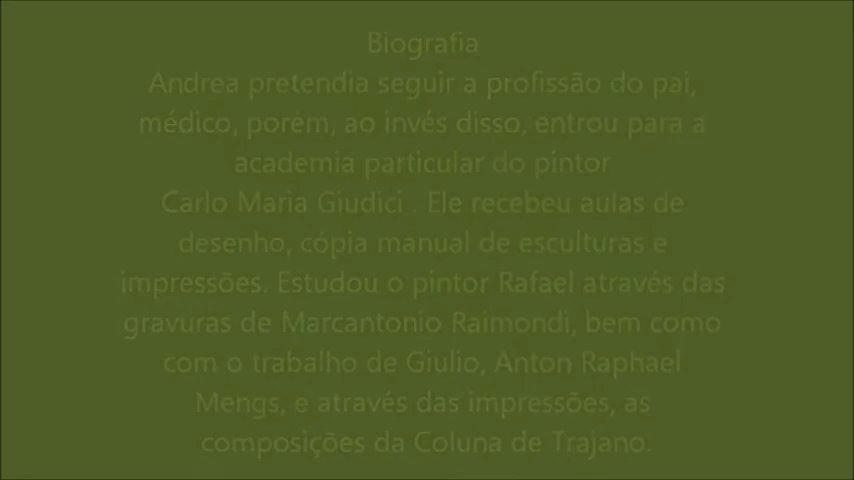 Biografia
Andrea pretendia seguir a profissão do pai,
médico, porém, ao invés disso, entrou para a
academia particular do pintor
Carlo Maria Giudici . Ele recebeu aulas de
desenho, cópia manual de esculturas e
impressões. Estudou o pintor Rafael através das
gravuras de Marcantonio Raimondi, bem como
com o trabalho de Giulio, Anton Raphael
Mengs, e através das impressões, as
composições da Coluna de Trajano.